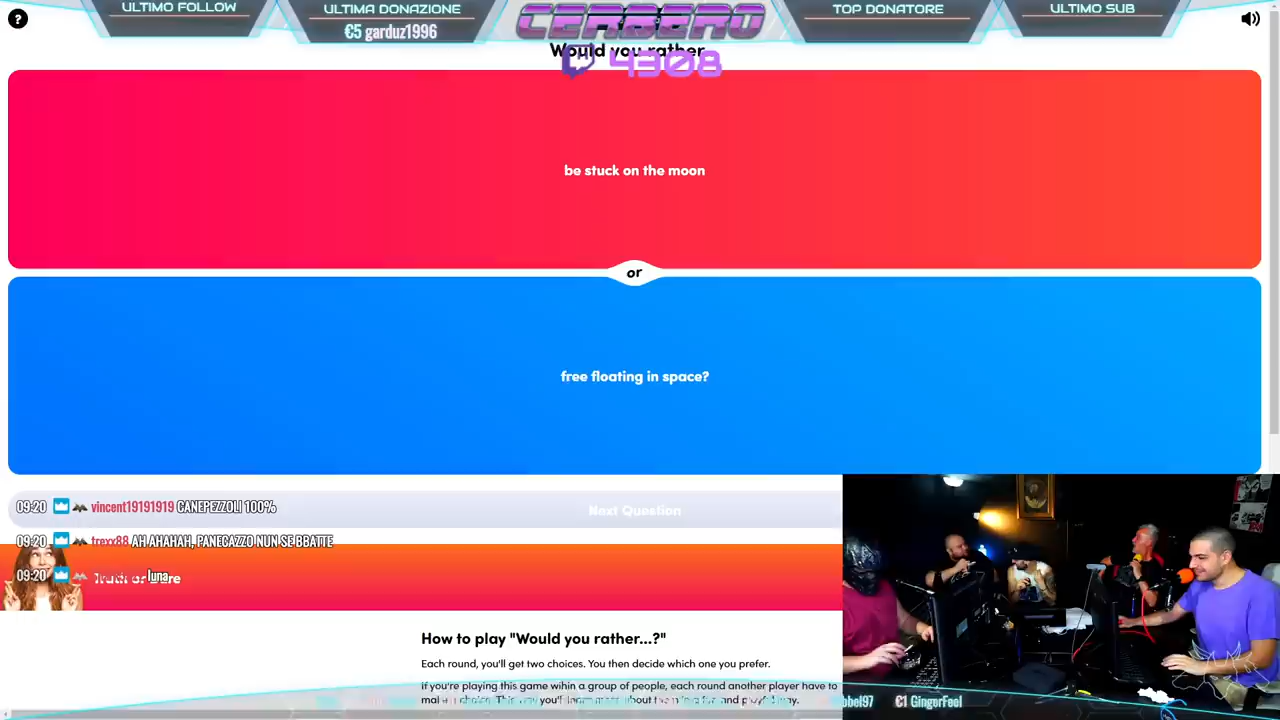 ULTIMO FOLLOW
ULTIMA DONAZIONE
€5 garduz1996
CERBERO
TOP DONATORE
ULTIMO SUB
?
Would you rather
4308
be stuck on the moon
or
free floating in space?
09:20 vincent19191919 CANEPEZZOLI 100%
Next Question
09:20 trexx88 AH AHAHAH, PANECAZZO NUN SE BBATTE
09:20 luna
How to play "Would you rather...?"
Each round, you'll get two choices. You then decide which one you prefer.
If you're playing this game wihin a group of people, each round another player have to
€1 GingerFeel